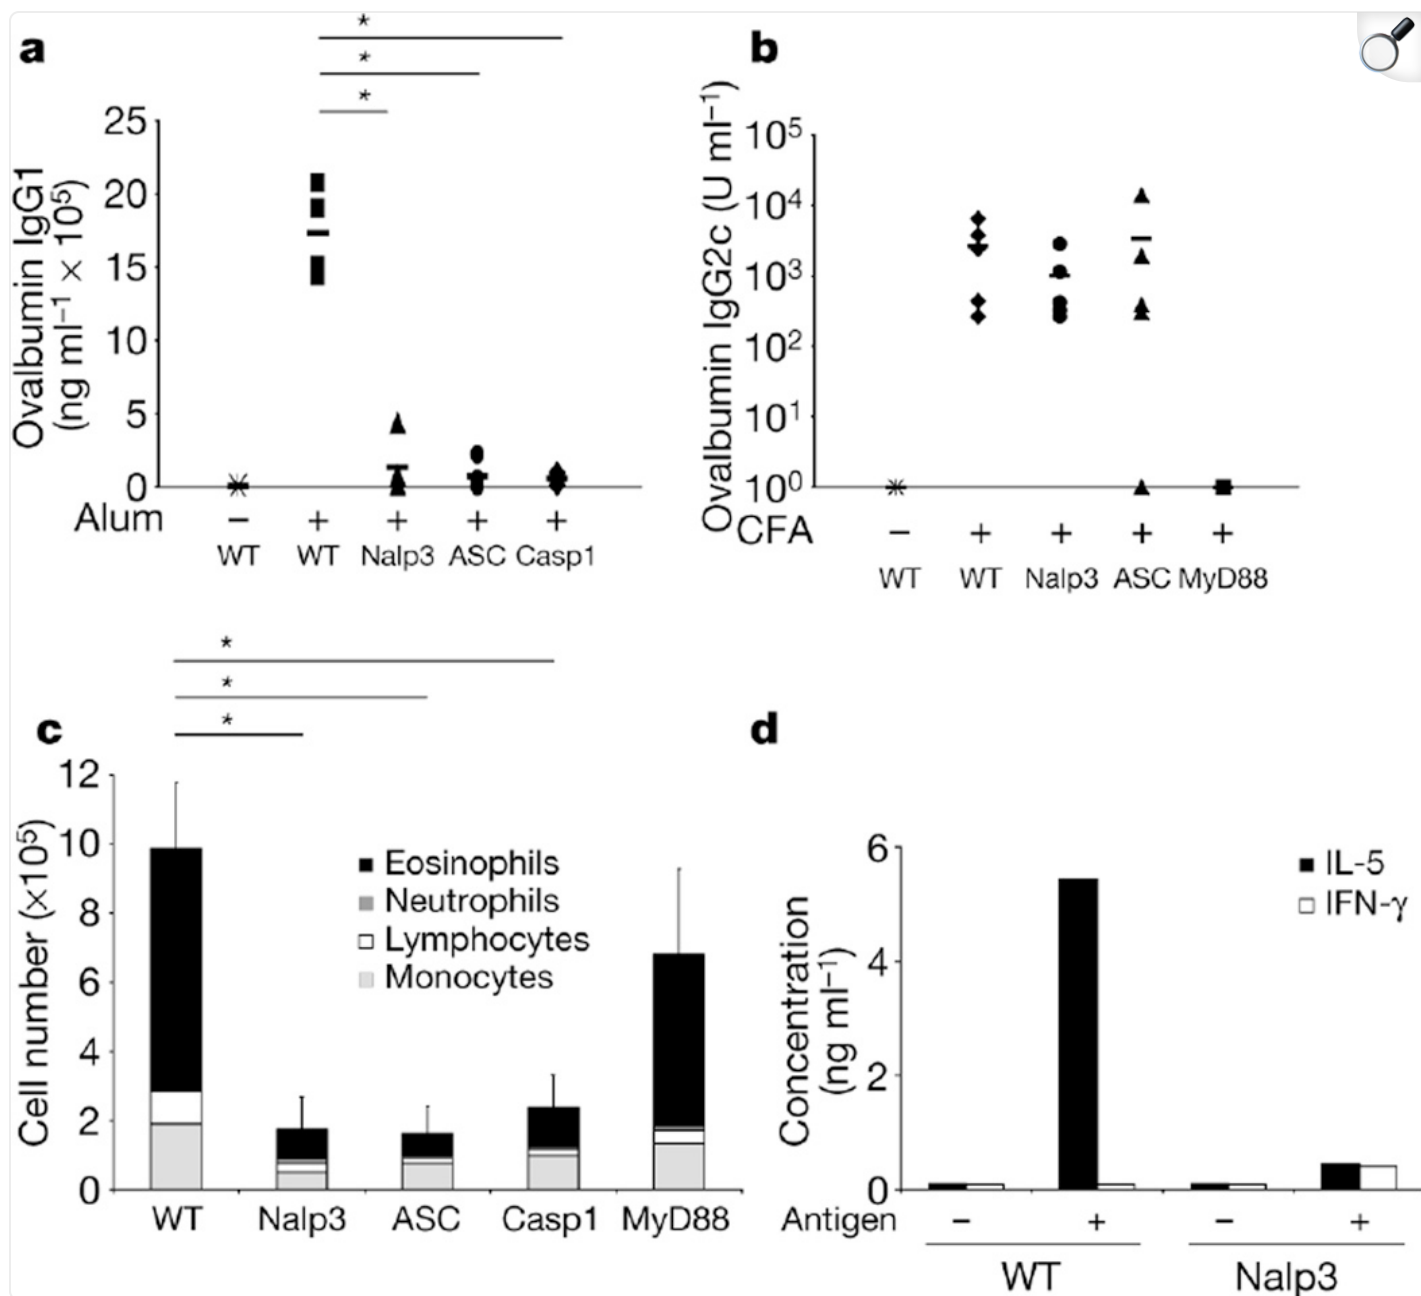 a
*
*
*
Ovalbumin IgG1
(ng ml⁻¹ × 10⁵)
25
20
15
10
5
0
Alum − + + + +
WT WT Nalp3 ASC Casp1
b
Ovalbumin IgG2c (U ml⁻¹)
10⁵
10⁴
10³
10²
10¹
10⁰
CFA − + + + +
WT WT Nalp3 ASC MyD88
c
*
*
*
Cell number (×10⁵)
12
10
8
6
4
2
0
Eosinophils
Neutrophils
Lymphocytes
Monocytes
WT Nalp3 ASC Casp1 MyD88
d
Concentration
(ng ml⁻¹)
6
4
2
0
IL-5
IFN-γ
Antigen − + − +
WT Nalp3